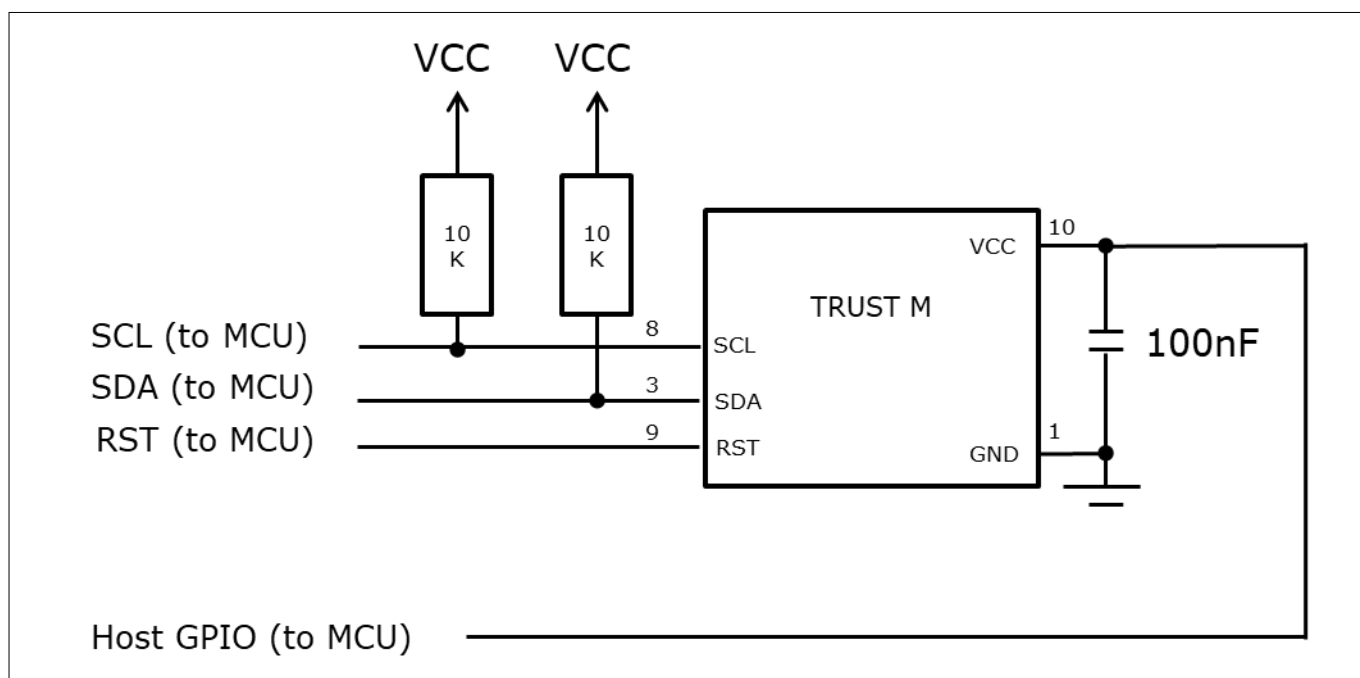 VCC VCC
10
K
10
K
10
VCC
TRUST M
SCL (to MCU)
8
SCL
100nF
SDA (to MCU)
3
SDA
RST (to MCU)
9
RST
1
GND
Host GPIO (to MCU)